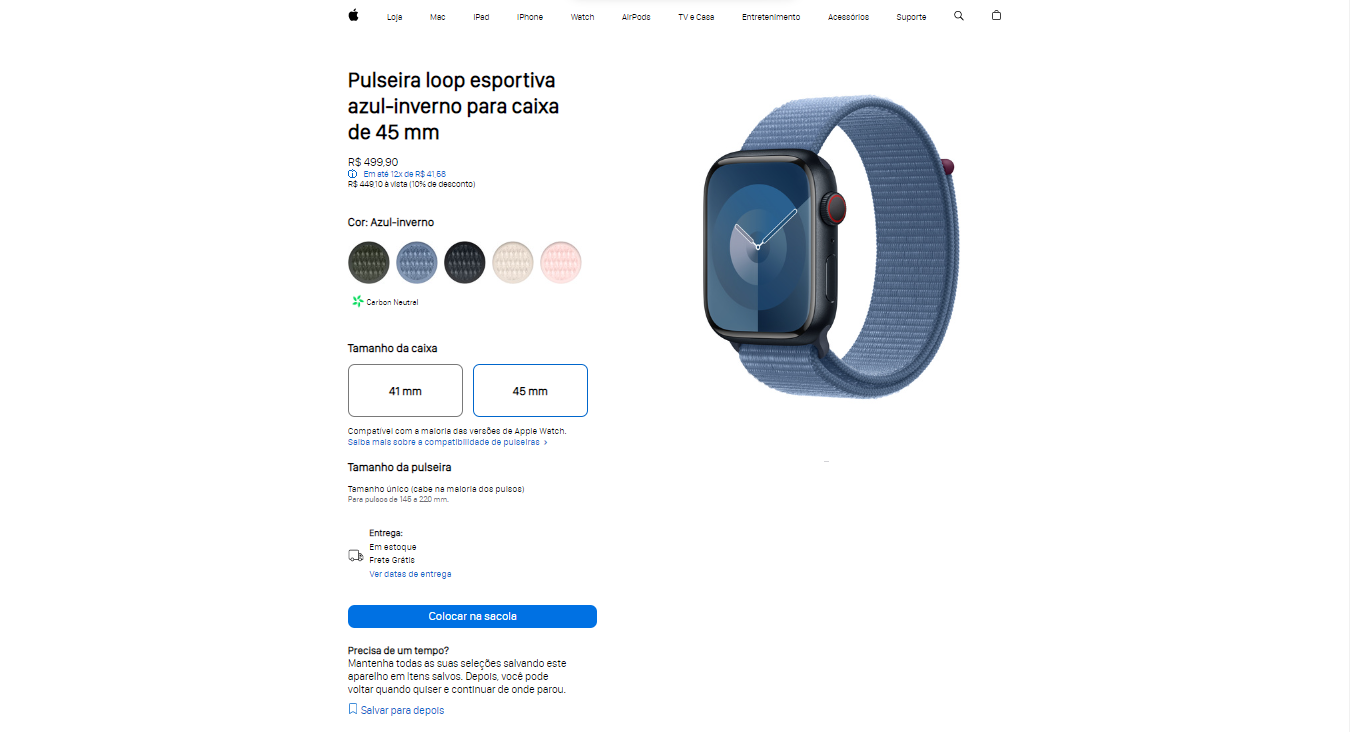 Loja Mac iPad iPhone Watch AirPods TV e Casa Entretenimento Acessórios Suporte
Pulseira loop esportiva
azul-inverno para caixa
de 45 mm
R$ 499,90
Em até 12x de R$ 41,66
R$ 449,10 à vista (10% de desconto)
Cor: Azul-inverno
Carbon Neutral
Tamanho da caixa
41 mm 45 mm
Compatível com a maioria das versões de Apple Watch.
Saiba mais sobre a compatibilidade de pulseiras >
Tamanho da pulseira
Tamanho único (cabe na maioria dos pulsos)
Para pulsos de 145 a 220 mm.
Entrega:
Em estoque
Frete Grátis
Ver datas de entrega
Colocar na sacola
Precisa de um tempo?
Mantenha todas as suas seleções salvando este
aparelho em Itens salvos. Depois, você pode
voltar quando quiser e continuar de onde parou.
Salvar para depois